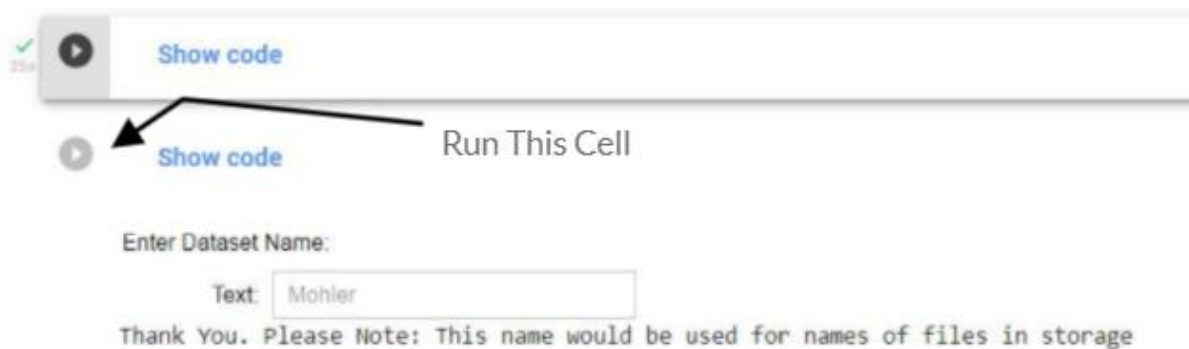 Show code
25s
Run This Cell
Show code
Enter Dataset Name:
Text: Mohler
Thank You. Please Note: This name would be used for names of files in storage